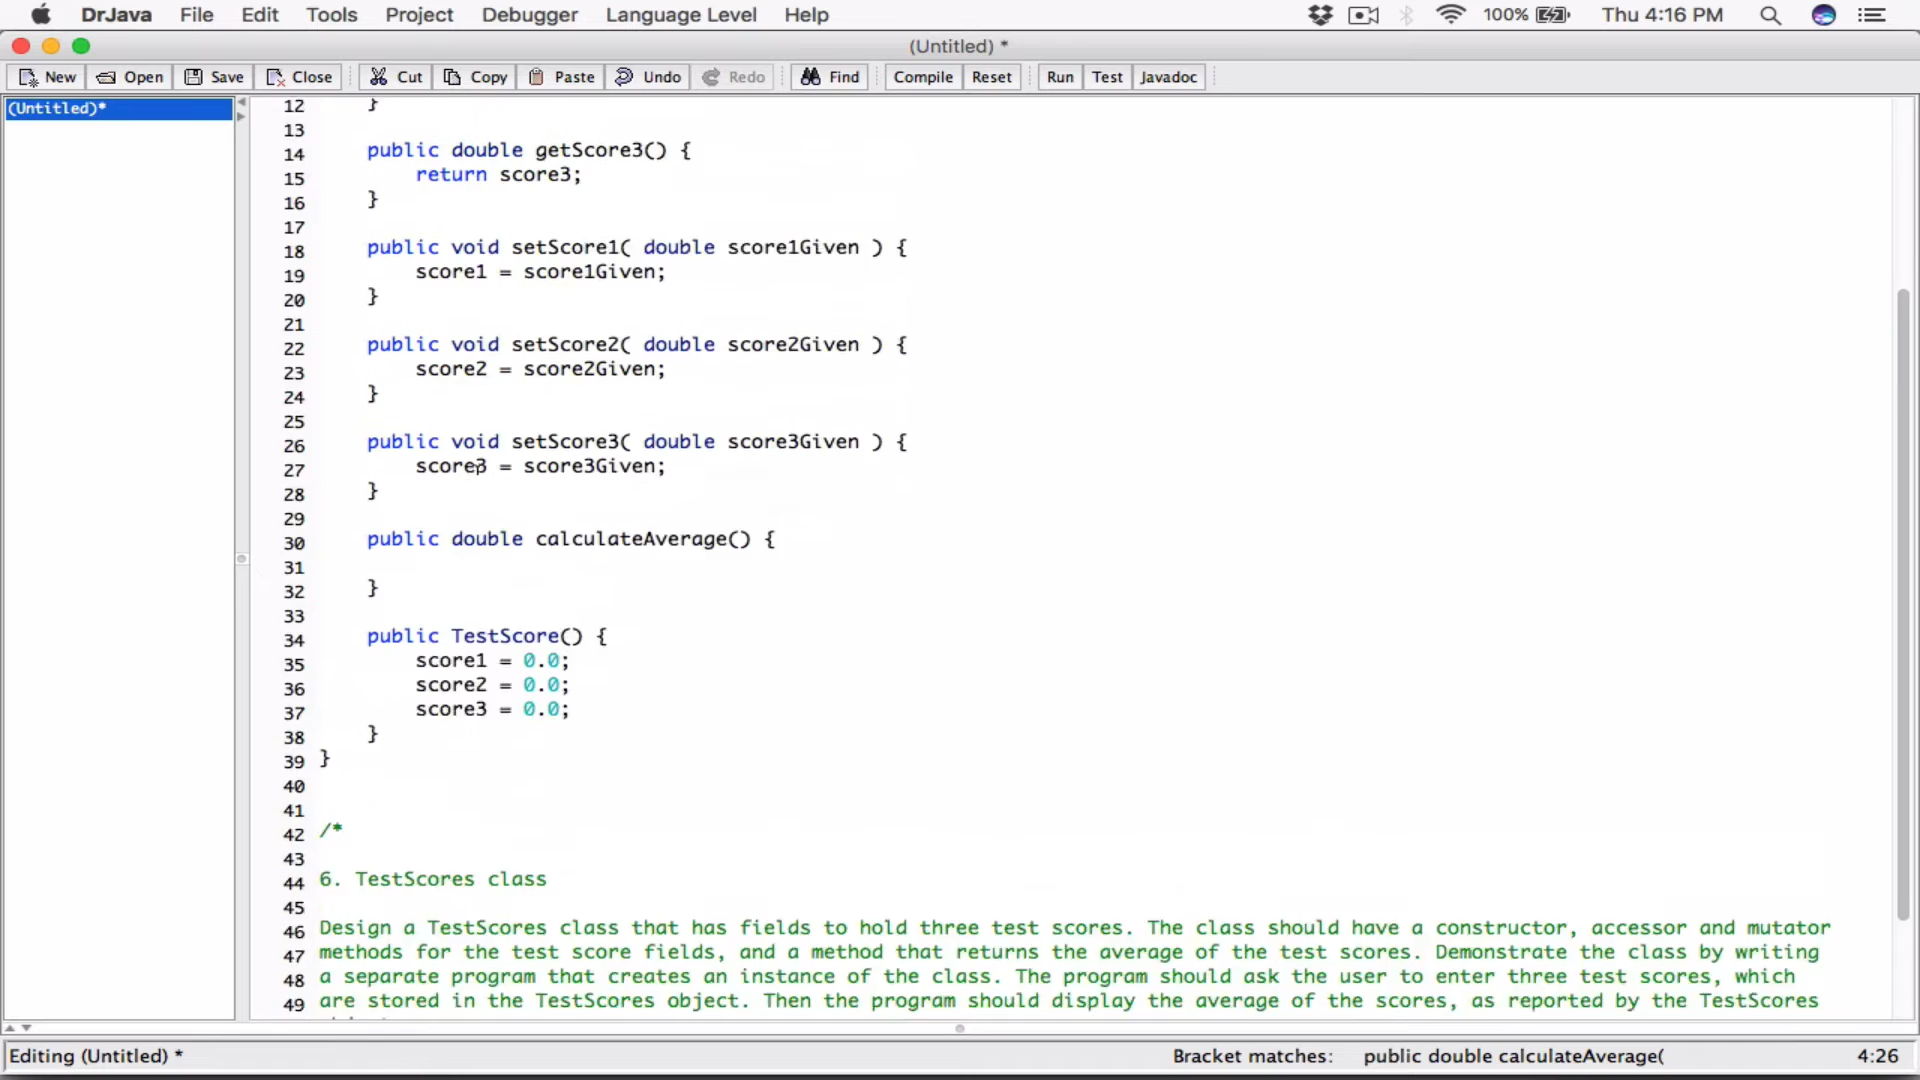 DrJava File Edit Tools Project Debugger Language Level Help 100% Thu 4:16 PM
(Untitled) *
New Open Save Close Cut Copy Paste Undo Redo Find Compile Reset Run Test Javadoc
(Untitled)*
12 }
13
14 public double getScore3() {
15 return score3;
16 }
17
18 public void setScore1( double score1Given ) {
19 score1 = score1Given;
20 }
21
22 public void setScore2( double score2Given ) {
23 score2 = score2Given;
24 }
25
26 public void setScore3( double score3Given ) {
27 score3 = score3Given;
28 }
29
30 public double calculateAverage() {
31
32 }
33
34 public TestScore() {
35 score1 = 0.0;
36 score2 = 0.0;
37 score3 = 0.0;
38 }
39 }
40
41
42 /*
43
44 6. TestScores class
45
46 Design a TestScores class that has fields to hold three test scores. The class should have a constructor, accessor and mutator
47 methods for the test score fields, and a method that returns the average of the test scores. Demonstrate the class by writing
48 a separate program that creates an instance of the class. The program should ask the user to enter three test scores, which
49 are stored in the TestScores object. Then the program should display the average of the scores, as reported by the TestScores
Editing (Untitled) * Bracket matches: public double calculateAverage( 4:26